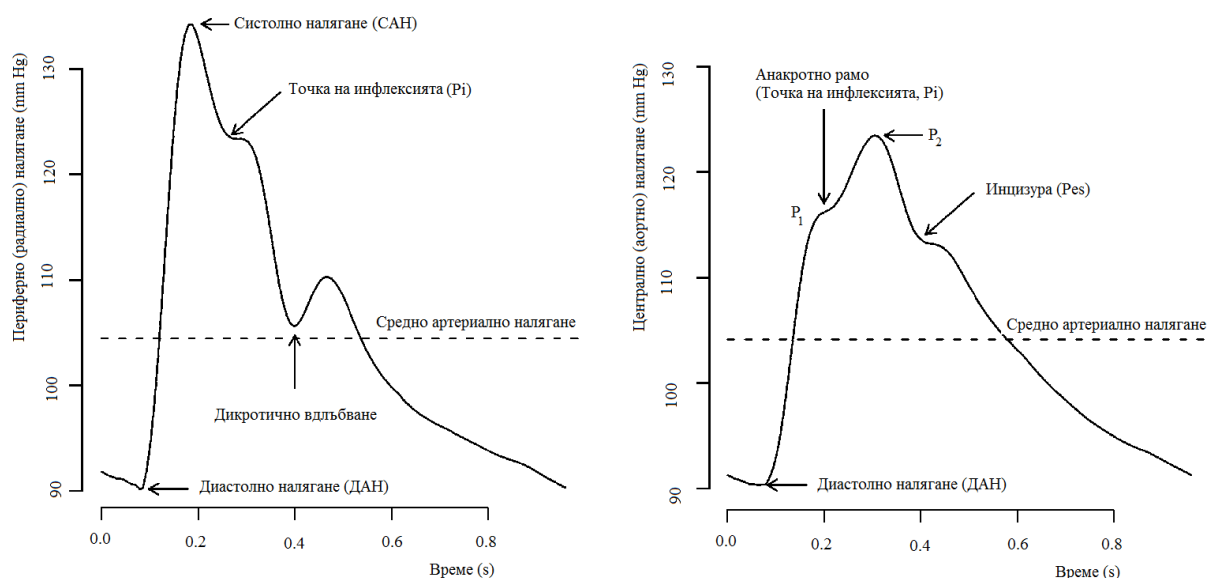 Периферно (радиално) налягане (mm Hg)
130
120
110
100
90
Систолно налягане (САН)
Точка на инфлексията (Pi)
Средно артериално налягане
Дикротично вдлъбване
Диастолно налягане (ДАН)
0.0
0.2
0.4
0.6
0.8
Време (s)
Централно (аортно) налягане (mm Hg)
130
120
110
100
90
Анакротно рамо
(Точка на инфлексията, Pi)
P2
Инцизура (Pes)
P1
Средно артериално налягане
Диастолно налягане (ДАН)
0.0
0.2
0.4
0.6
0.8
Време (s)